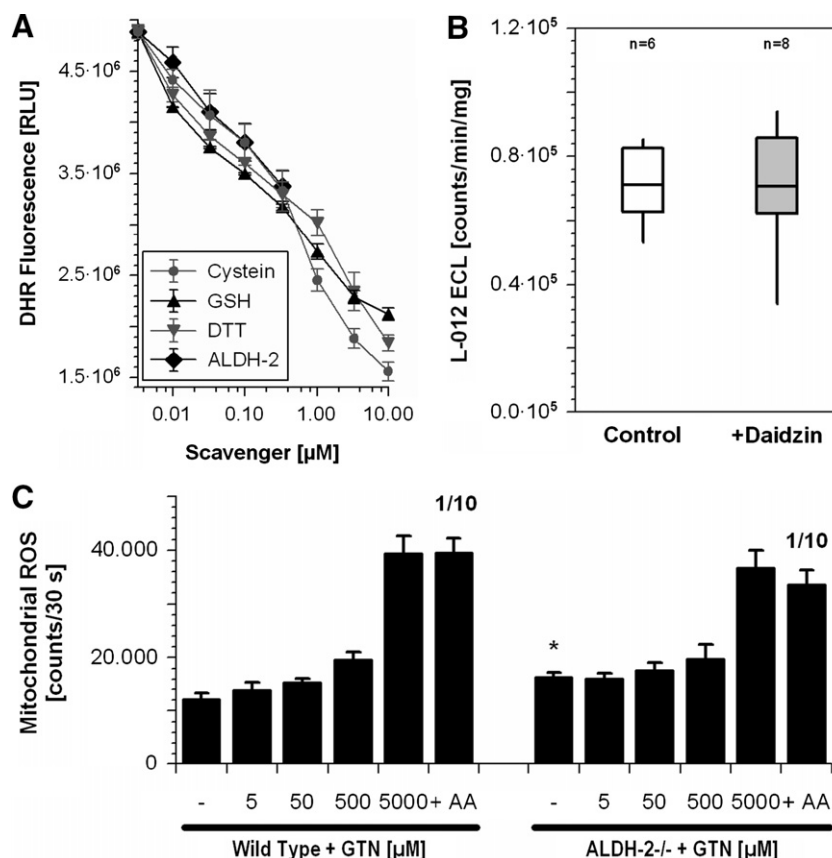 A
DHR Fluorescence [RLU]
4.5·10⁶
3.5·10⁶
2.5·10⁶
1.5·10⁶
Cystein
GSH
DTT
ALDH-2
0.01 0.10 1.00 10.00
Scavenger [µM]
B
L-012 ECL [counts/min/mg]
1.2·10⁵
0.8·10⁵
0.4·10⁵
0.0·10⁵
n=6 n=8
Control +Daidzin
C
Mitochondrial ROS
[counts/30 s]
40.000
20.000
0
1/10
1/10
*
- 5 50 500 5000 + AA - 5 50 500 5000 + AA
Wild Type + GTN [µM] ALDH-2-/- + GTN [µM]